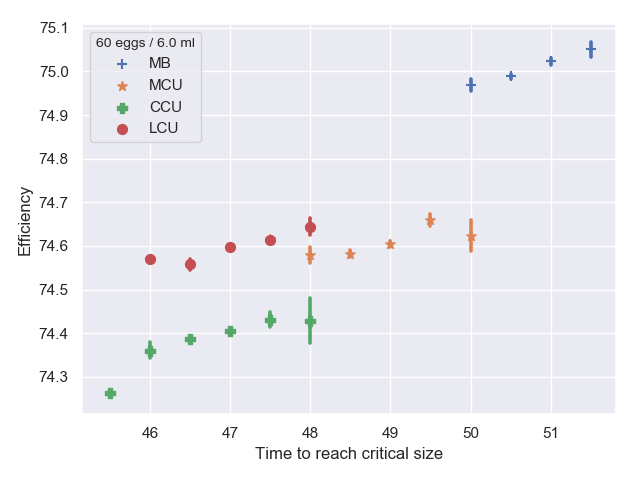 75.1
75.0
74.9
74.8
74.7
74.6
74.5
74.4
74.3
Efficiency
60 eggs / 6.0 ml
MB
MCU
CCU
LCU
46 47 48 49 50 51
Time to reach critical size